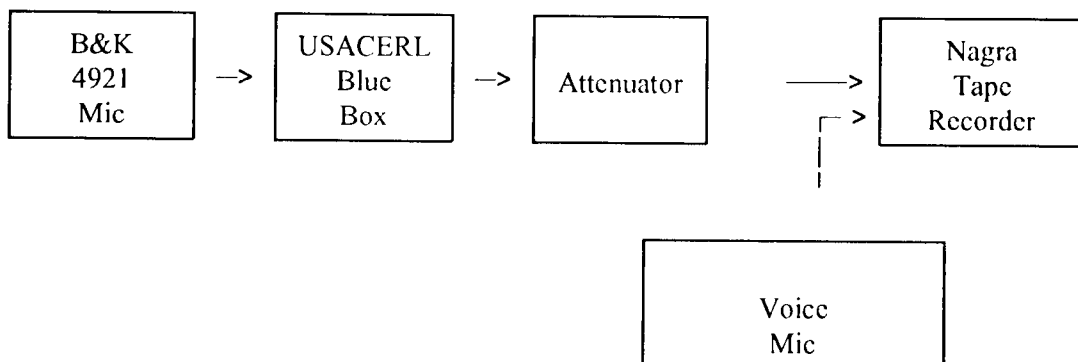 B&K
4921
Mic
USACERL
Blue
Box
Attenuator
Nagra
Tape
Recorder
Voice
Mic